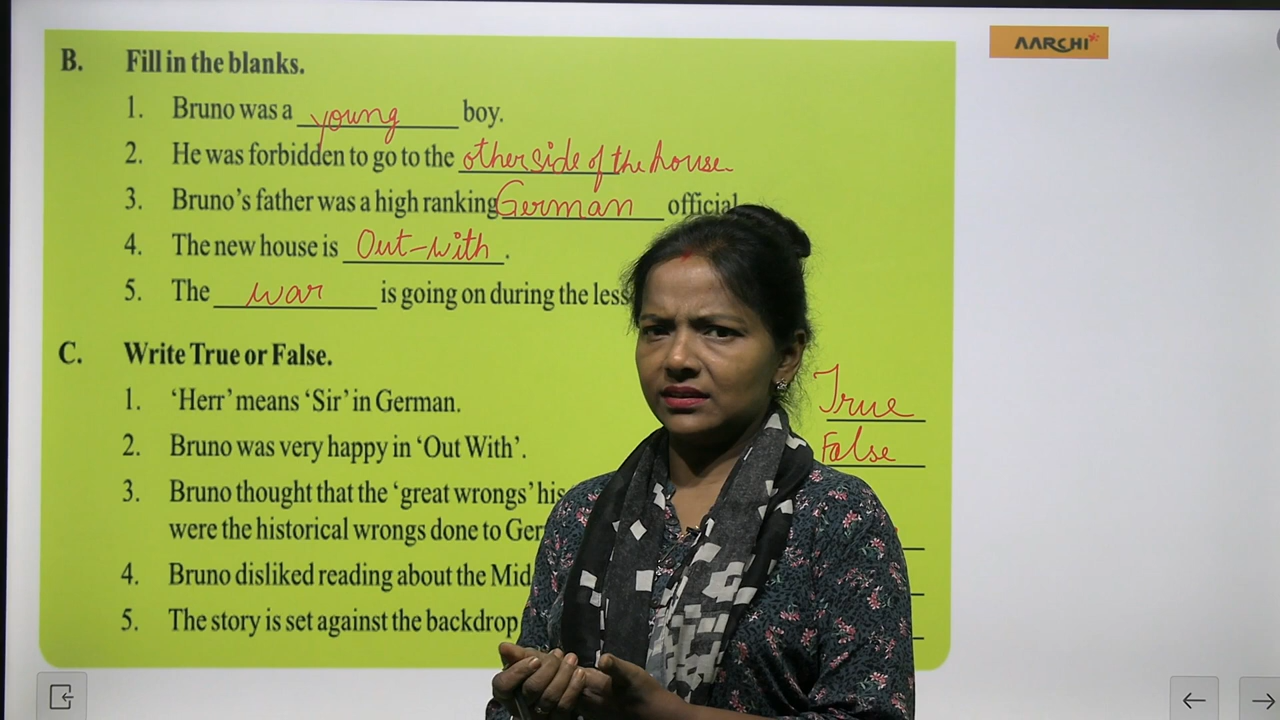 AARCHI*
B. Fill in the blanks.
1. Bruno was a young boy.
2. He was forbidden to go to the other side of the house
3. Bruno's father was a high ranking German official
4. The new house is Out-with.
5. The war is going on during the less
C. Write True or False.
1. 'Herr' means 'Sir' in German. True
2. Bruno was very happy in 'Out With'. False
3. Bruno thought that the 'great wrongs' his
were the historical wrongs done to Ger
4. Bruno disliked reading about the Mid
5. The story is set against the backdrop